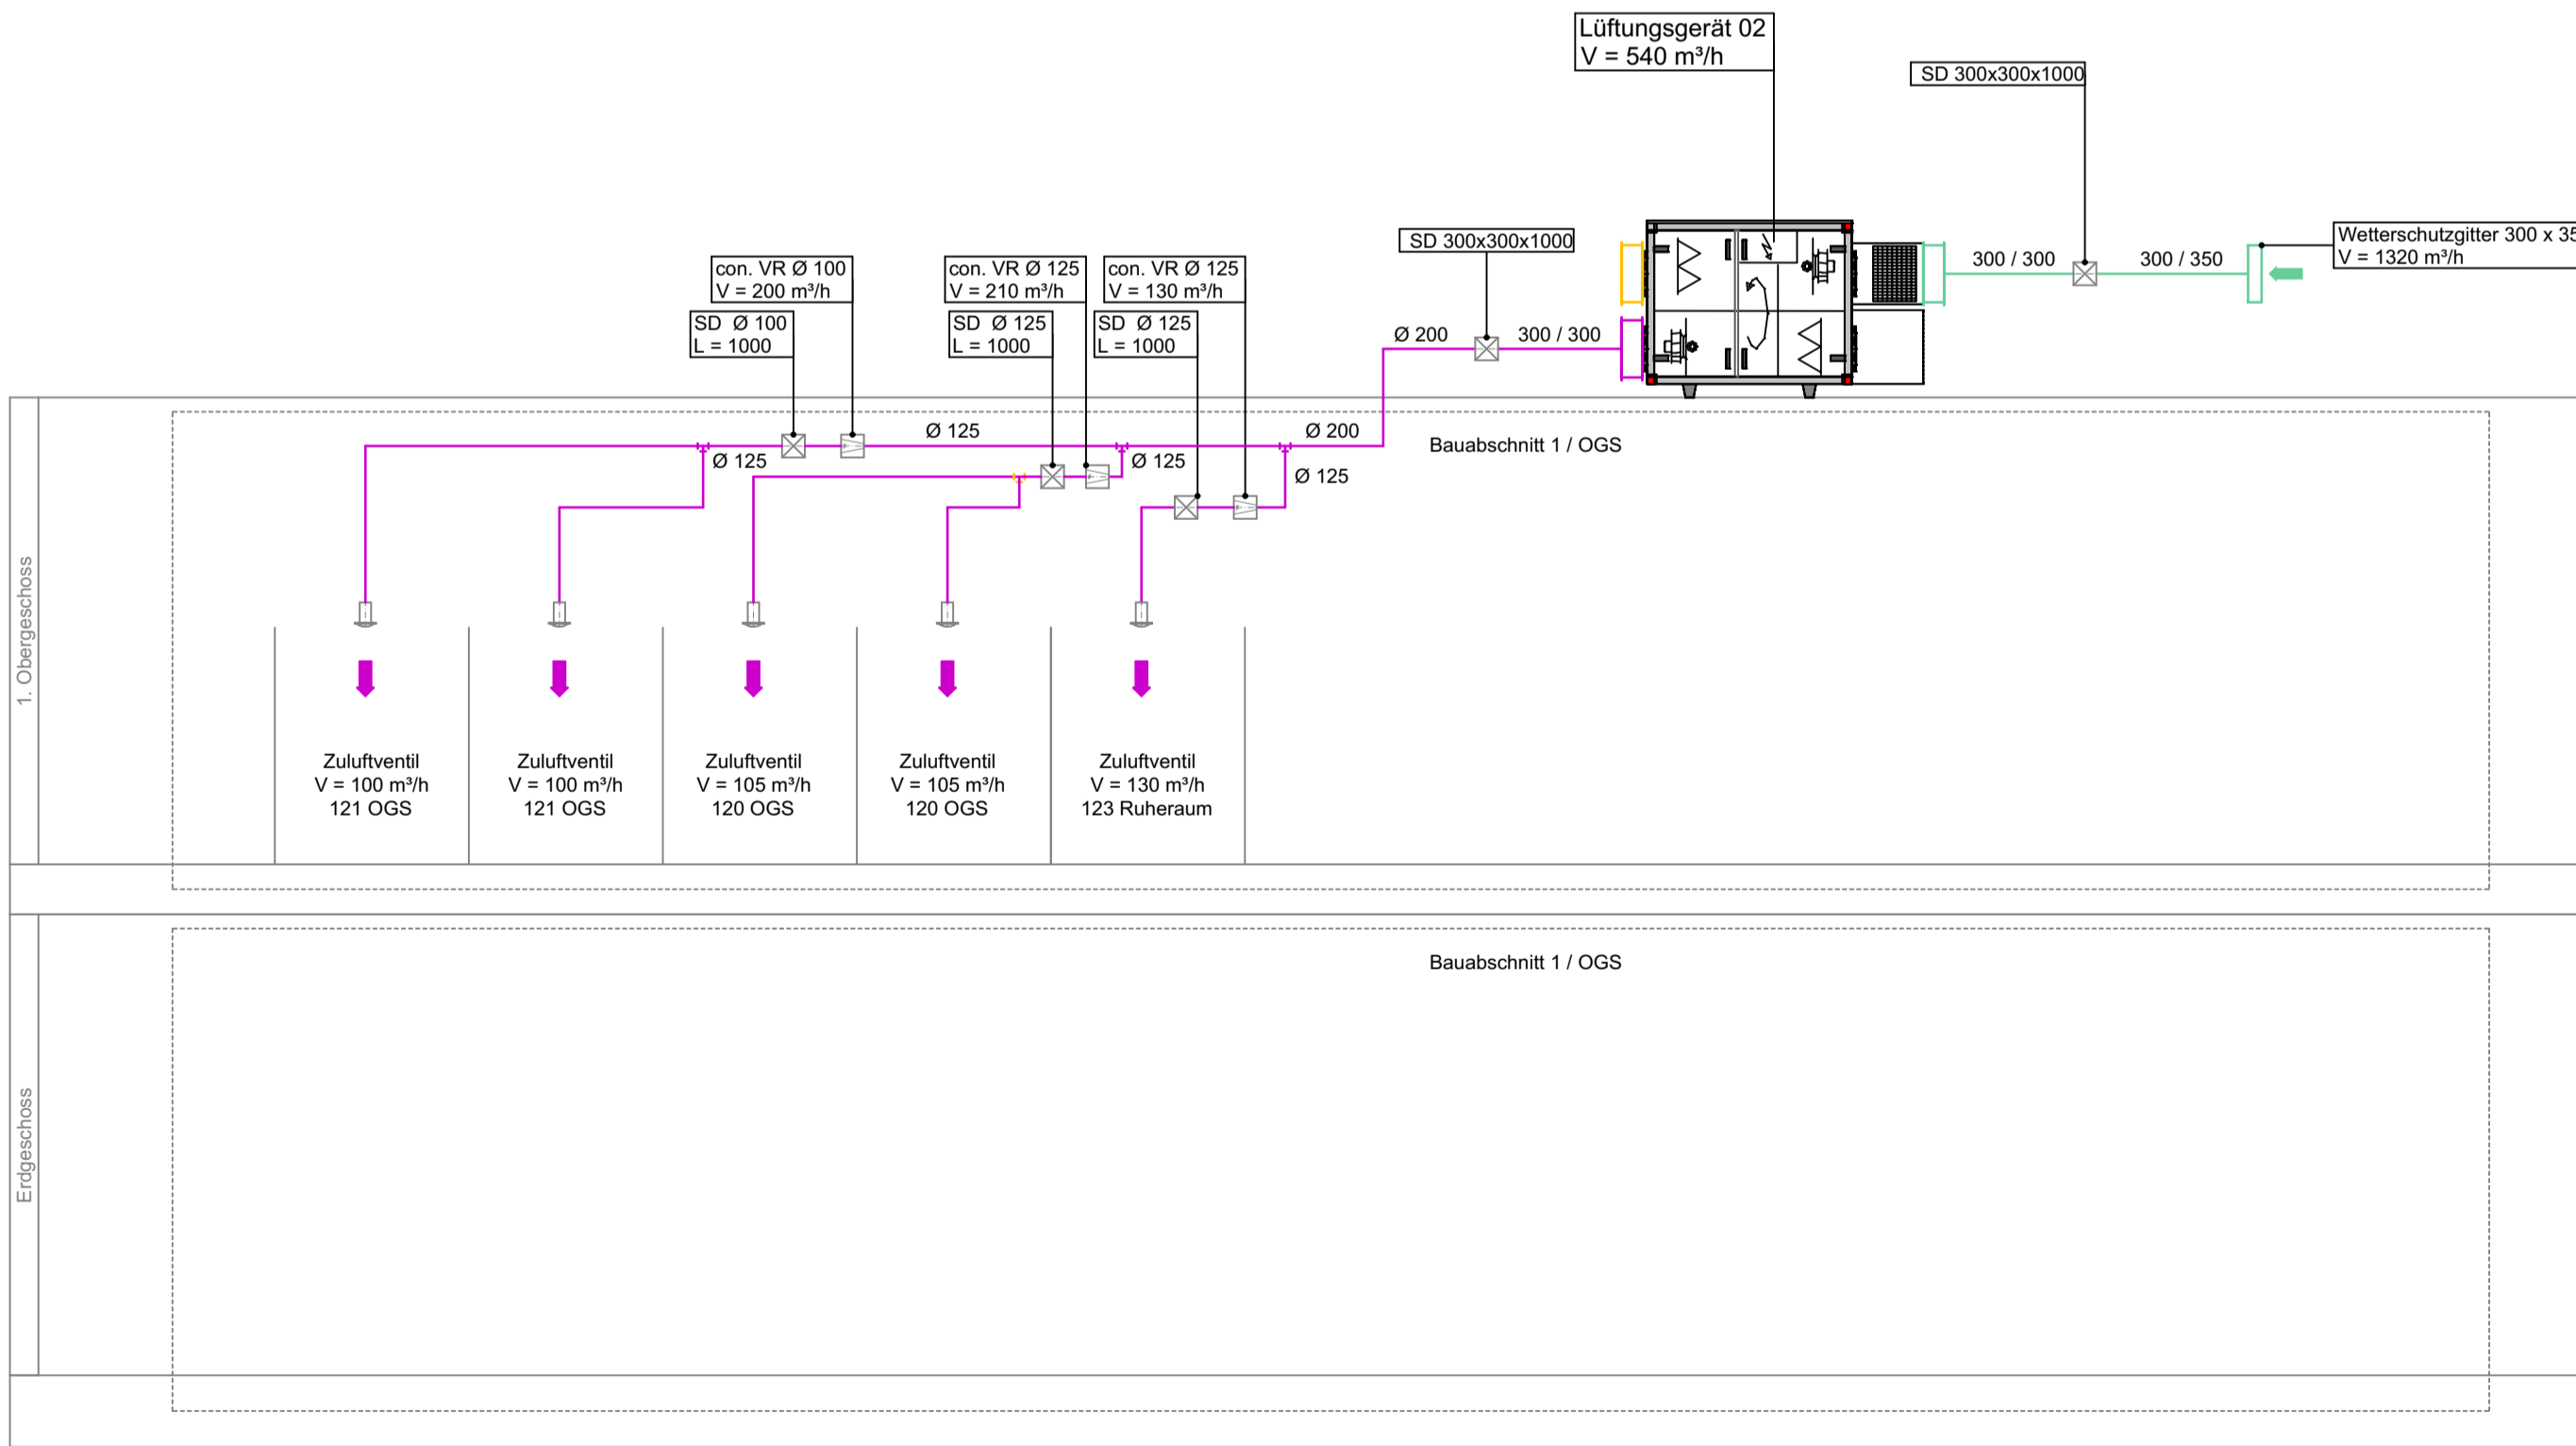 Lüftungsgerät 02
V = 540 m³/h
SD 300x300x1000
Wetterschutzgitter 300 x 35
V = 1320 m³/h
300 / 300
300 / 350
SD 300x300x1000
Ø 200
300 / 300
con. VR Ø 100
V = 200 m³/h
SD Ø 100
L = 1000
con. VR Ø 125
V = 210 m³/h
SD Ø 125
L = 1000
con. VR Ø 125
V = 130 m³/h
SD Ø 125
L = 1000
Ø 125
Ø 200
Bauabschnitt 1 / OGS
Ø 125
Ø 125
Ø 125
1. Obergeschoss
Zuluftventil
V = 100 m³/h
121 OGS
Zuluftventil
V = 100 m³/h
121 OGS
Zuluftventil
V = 105 m³/h
120 OGS
Zuluftventil
V = 105 m³/h
120 OGS
Zuluftventil
V = 130 m³/h
123 Ruheraum
Bauabschnitt 1 / OGS
Erdgeschoss